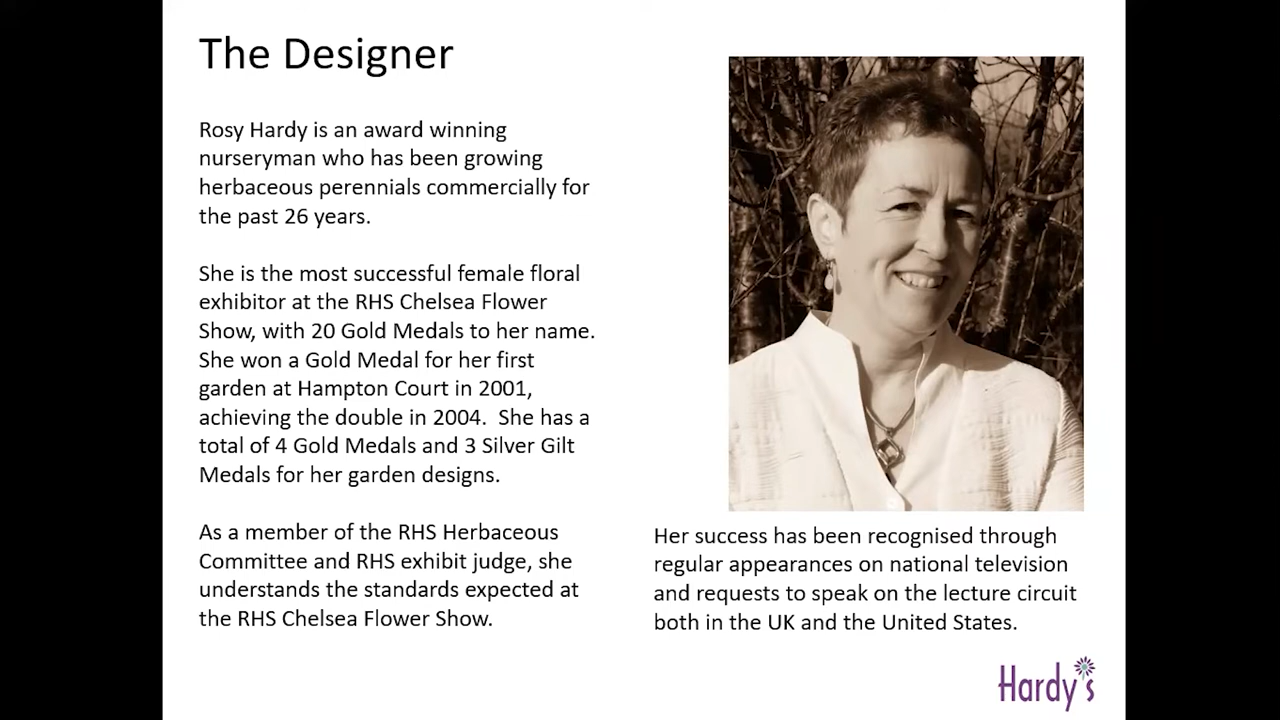 The Designer
Rosy Hardy is an award winning
nurseryman who has been growing
herbaceous perennials commercially for
the past 26 years.
She is the most successful female floral
exhibitor at the RHS Chelsea Flower
Show, with 20 Gold Medals to her name.
She won a Gold Medal for her first
garden at Hampton Court in 2001,
achieving the double in 2004.  She has a
total of 4 Gold Medals and 3 Silver Gilt
Medals for her garden designs.
As a member of the RHS Herbaceous
Committee and RHS exhibit judge, she
understands the standards expected at
the RHS Chelsea Flower Show.
Her success has been recognised through
regular appearances on national television
and requests to speak on the lecture circuit
both in the UK and the United States.
Hardy's